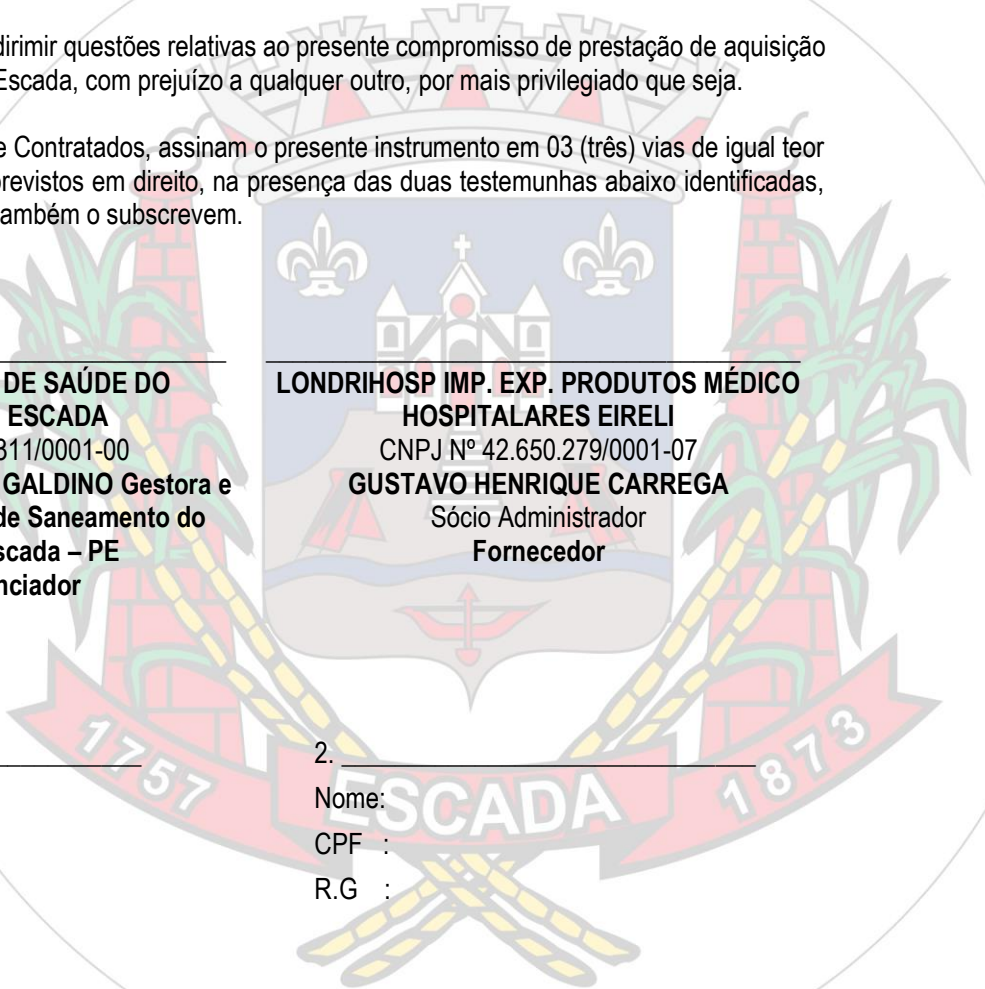 dirimir questões relativas ao presente compromisso de prestação de aquisição
Escada, com prejuízo a qualquer outro, por mais privilegiado que seja.
e Contratados, assinam o presente instrumento em 03 (três) vias de igual teor
previstos em direito, na presença das duas testemunhas abaixo identificadas,
também o subscrevem.
DE SAÚDE DO
ESCADA
311/0001-00
GALDINO Gestora e
de Saneamento do
scada – PE
nciador
LONDRIHOSP IMP. EXP. PRODUTOS MÉDICO
HOSPITALARES EIRELI
CNPJ Nº 42.650.279/0001-07
GUSTAVO HENRIQUE CARREGA
Sócio Administrador
Fornecedor
2.
Nome:
CPF :
R.G :
1757
ESCADA
1873